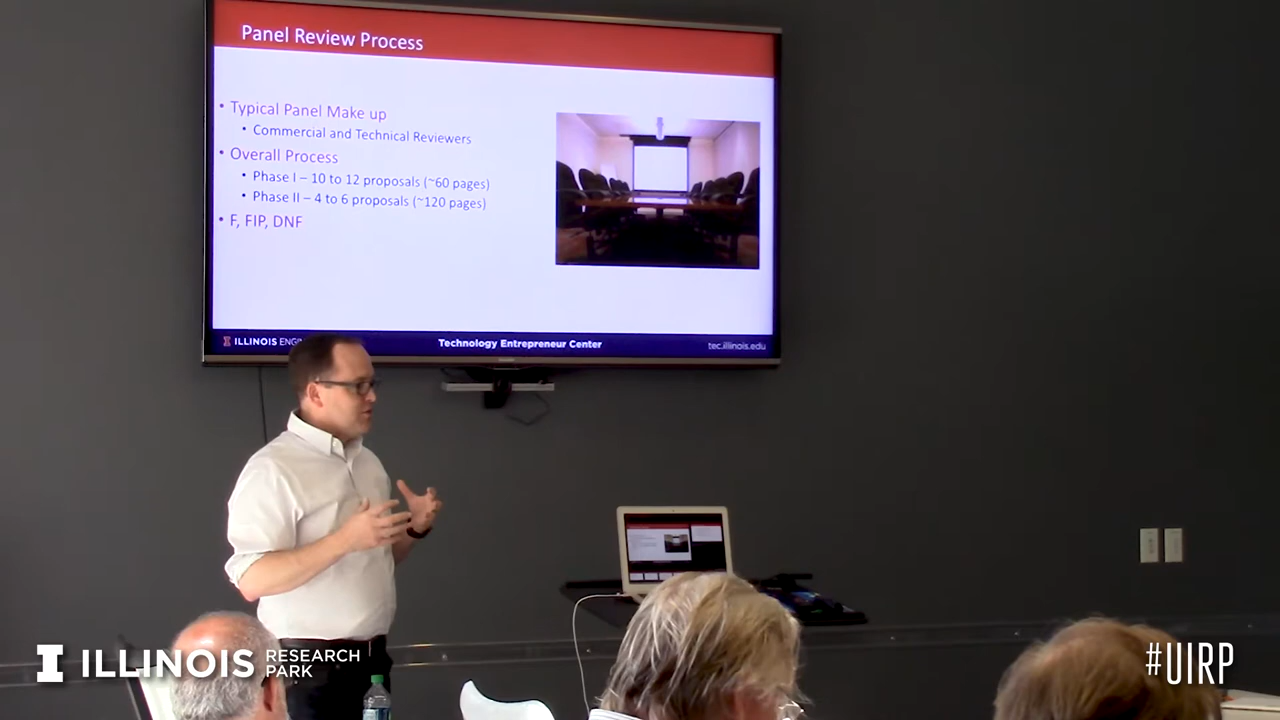 Panel Review Process
• Typical Panel Make up
• Commercial and Technical Reviewers
• Overall Process
• Phase I – 10 to 12 proposals (~60 pages)
• Phase II – 4 to 6 proposals (~120 pages)
• F, FIP, DNF
I ILLINOIS ENG
Technology Entrepreneur Center
tec.illinois.edu
I ILLINOIS RESEARCH
PARK
#UIRP